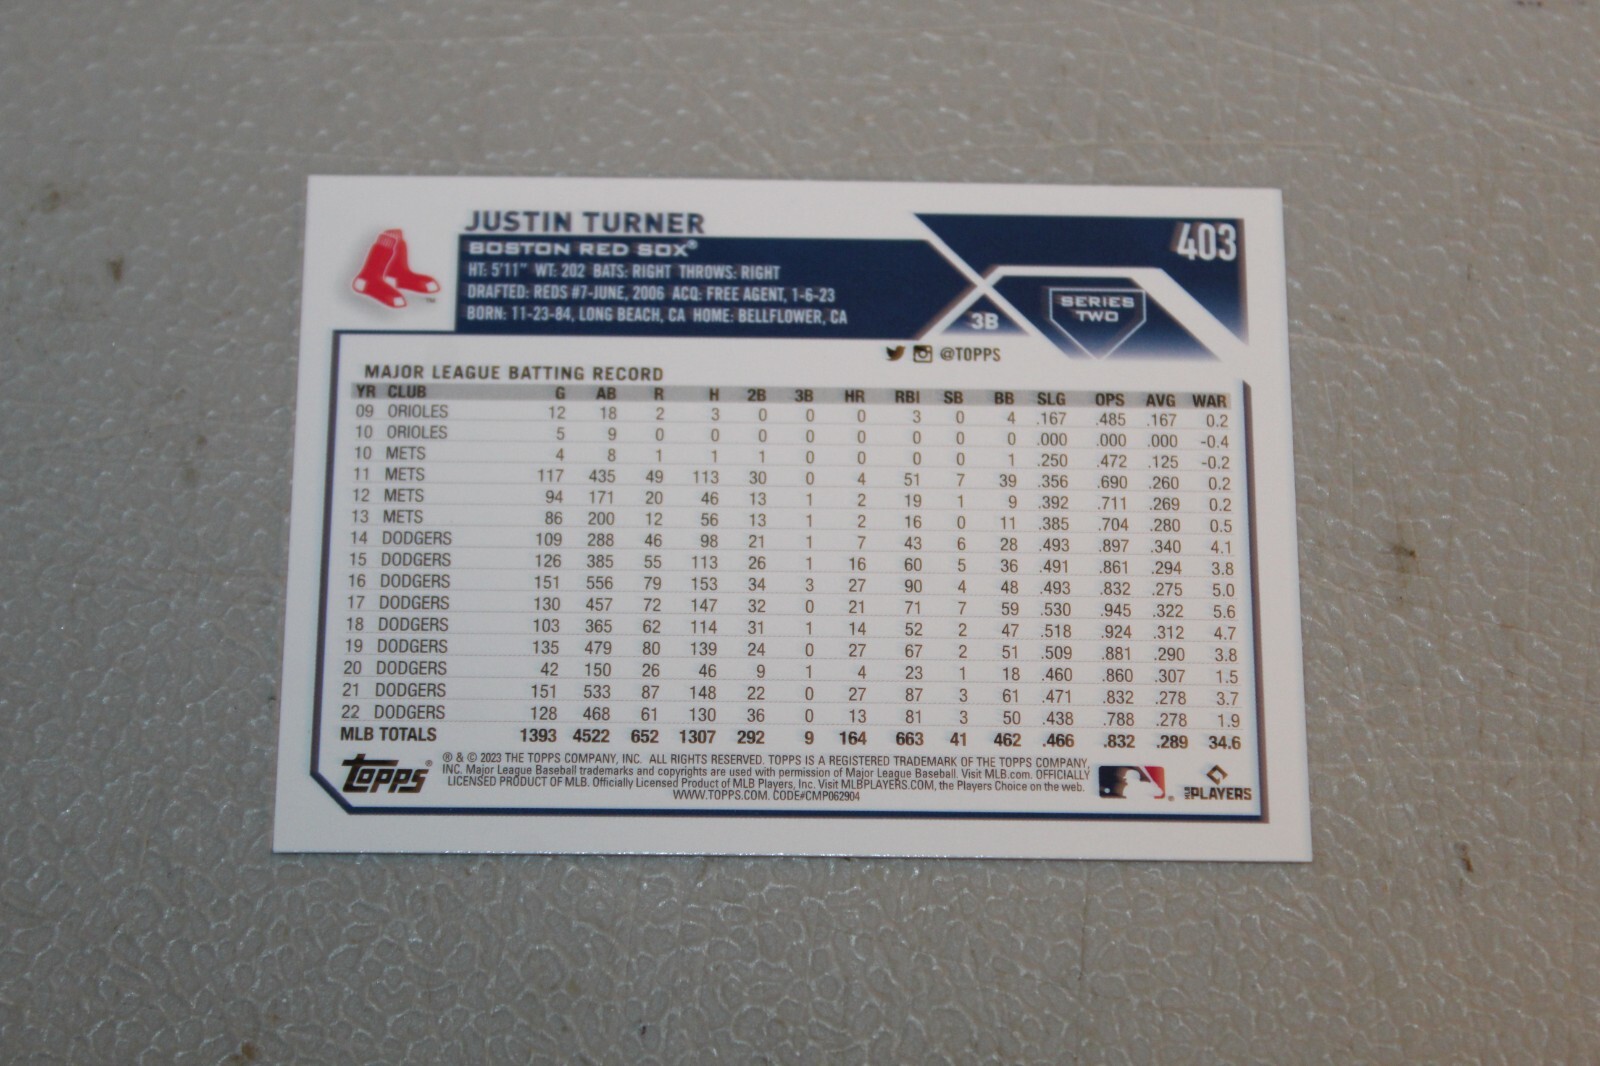 JUSTIN TURNER
BOSTON RED SOX®
HT: 5'11" WT: 202 BATS: RIGHT THROWS: RIGHT
DRAFTED: REDS #7-JUNE, 2006 ACQ: FREE AGENT, 1-6-23
BORN: 11-23-84, LONG BEACH, CA HOME: BELLFLOWER, CA
403
3B
SERIES
TWO
@TOPPS
MAJOR LEAGUE BATTING RECORD
YR CLUB G AB R H 2B 3B HR RBI SB BB SLG OPS AVG WAR
09 ORIOLES 12 18 2 3 0 0 0 3 0 4 .167 .485 .167 0.2
10 ORIOLES 5 9 0 0 0 0 0 0 0 0 .000 .000 .000 -0.4
10 METS 4 8 1 1 1 0 0 0 0 1 .250 .472 .125 -0.2
11 METS 117 435 49 113 30 0 4 51 7 39 .356 .690 .260 0.2
12 METS 94 171 20 46 13 1 2 19 1 9 .392 .711 .269 0.2
13 METS 86 200 12 56 13 1 2 16 0 11 .385 .704 .280 0.5
14 DODGERS 109 288 46 98 21 1 7 43 6 28 .493 .897 .340 4.1
15 DODGERS 126 385 55 113 26 1 16 60 5 36 .491 .861 .294 3.8
16 DODGERS 151 556 79 153 34 3 27 90 4 48 .493 .832 .275 5.0
17 DODGERS 130 457 72 147 32 0 21 71 7 59 .530 .945 .322 5.6
18 DODGERS 103 365 62 114 31 1 14 52 2 47 .518 .924 .312 4.7
19 DODGERS 135 479 80 139 24 0 27 67 2 51 .509 .881 .290 3.8
20 DODGERS 42 150 26 46 9 1 4 23 1 18 .460 .860 .307 1.5
21 DODGERS 151 533 87 148 22 0 27 87 3 61 .471 .832 .278 3.7
22 DODGERS 128 468 61 130 36 0 13 81 3 50 .438 .788 .278 1.9
MLB TOTALS 1393 4522 652 1307 292 9 164 663 41 462 .466 .832 .289 34.6
topps®
® & © 2023 THE TOPPS COMPANY, INC. ALL RIGHTS RESERVED. TOPPS IS A REGISTERED TRADEMARK OF THE TOPPS COMPANY,
INC. Major League Baseball trademarks and copyrights are used with permission of Major League Baseball. Visit MLB.com. OFFICIALLY
LICENSED PRODUCT OF MLB. Officially Licensed Product of MLB Players, Inc. Visit MLBPLAYERS.COM, the Players Choice on the web.
WWW.TOPPS.COM. CODE#CMP062904
MLB PLAYERS